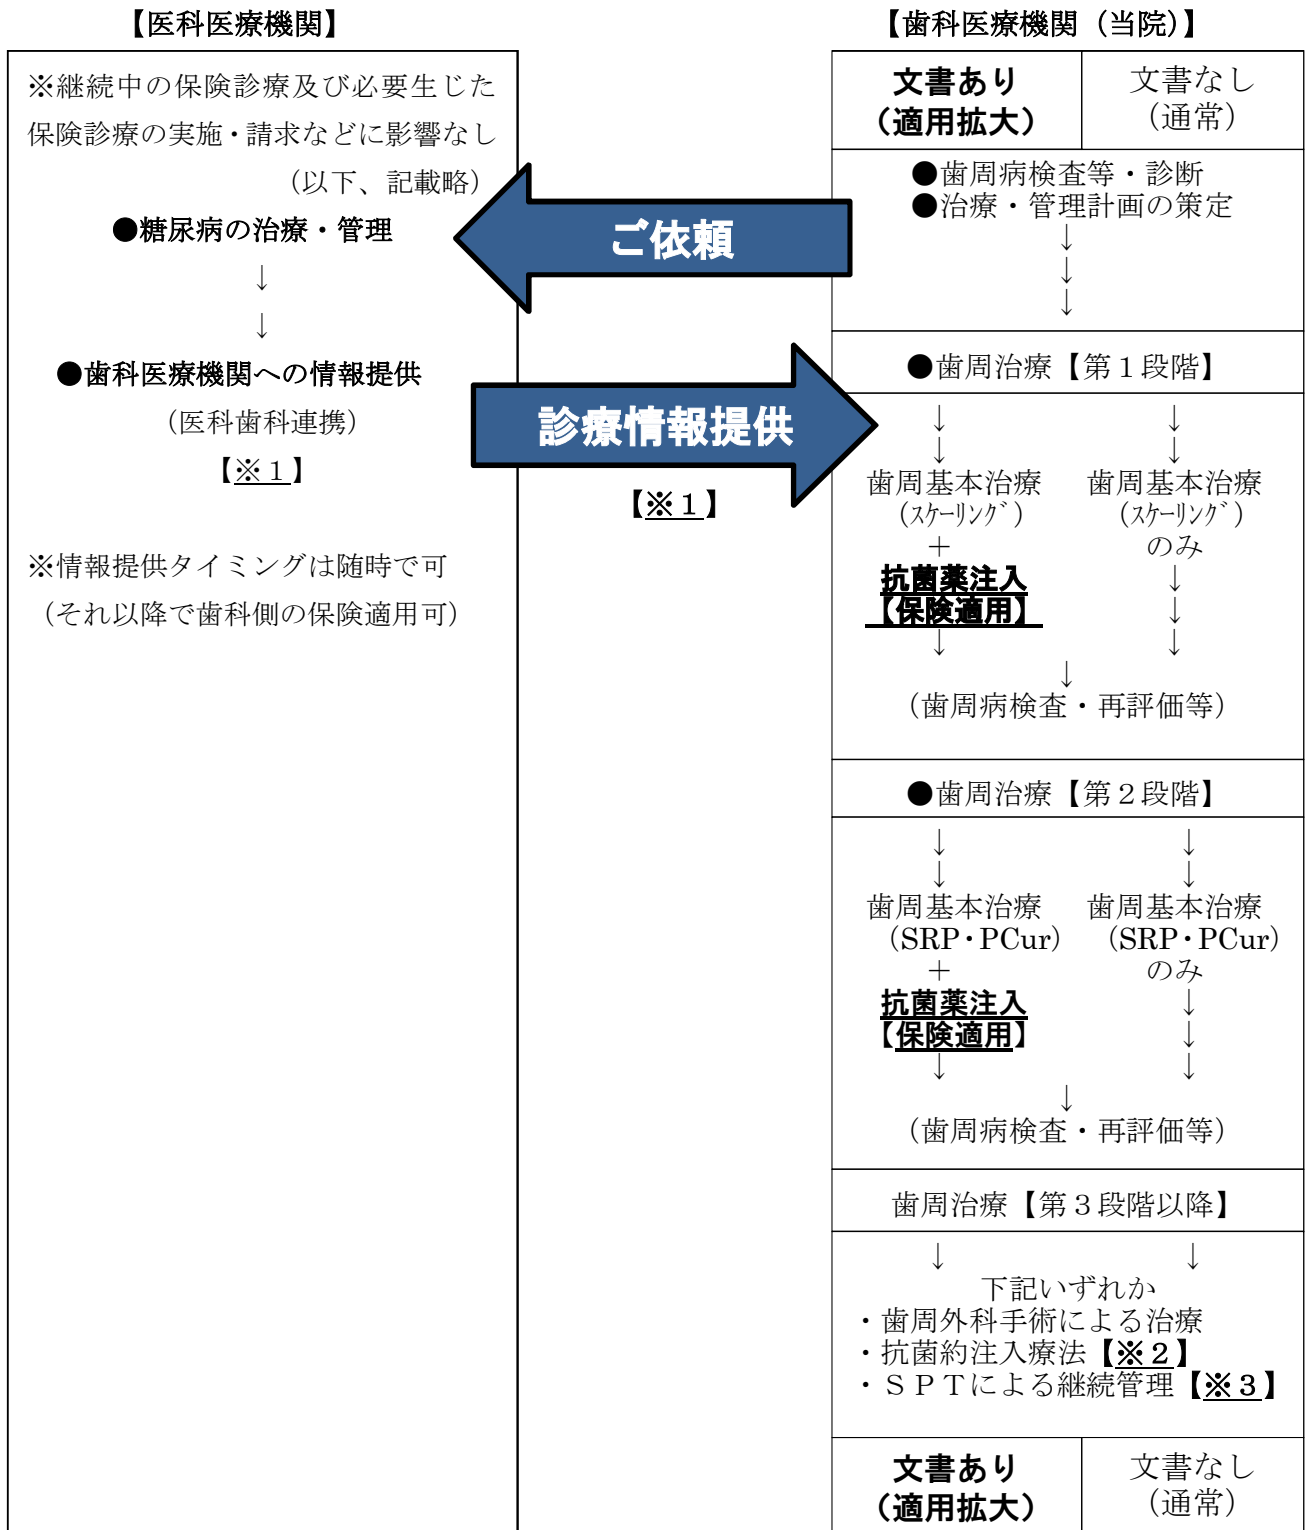 【医科医療機関】
※継続中の保険診療及び必要生じた
保険診療の実施・請求などに影響なし
（以下、記載略）
●糖尿病の治療・管理
↓
↓
●歯科医療機関への情報提供
（医科歯科連携）
【※１】
※情報提供タイミングは随時で可
（それ以降で歯科側の保険適用可）
ご依頼
診療情報提供
【※１】
【歯科医療機関（当院）】
文書あり
（適用拡大）
文書なし
（通常）
●歯周病検査等・診断
●治療・管理計画の策定
↓
↓
↓
●歯周治療【第１段階】
↓ ↓
↓ ↓
歯周基本治療 歯周基本治療
（ｽｹｰﾘﾝｸﾞ） （ｽｹｰﾘﾝｸﾞ）
＋ のみ
抗菌薬注入 ↓
【保険適用】 ↓
↓ ↓
↓
（歯周病検査・再評価等）
●歯周治療【第２段階】
↓ ↓
↓ ↓
歯周基本治療 歯周基本治療
（SRP・PCur） （SRP・PCur）
＋ のみ
抗菌薬注入 ↓
【保険適用】 ↓
↓ ↓
↓
（歯周病検査・再評価等）
歯周治療【第３段階以降】
↓ ↓
下記いずれか
・歯周外科手術による治療
・抗菌約注入療法【※２】
・ＳＰＴによる継続管理【※３】
文書あり
（適用拡大）
文書なし
（通常）